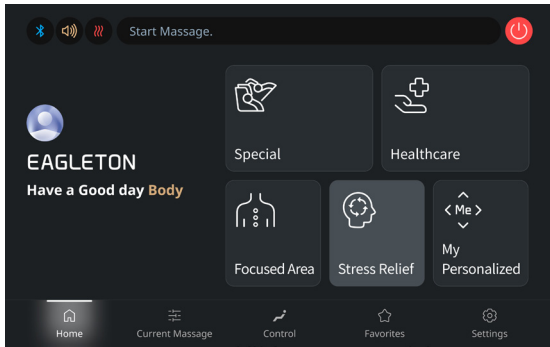 Start Massage.
EAGLETON
Have a Good day Body
Special
Healthcare
Focused Area
Stress Relief
< Me >
My
Personalized
Home
Current Massage
Control
Favorites
Settings